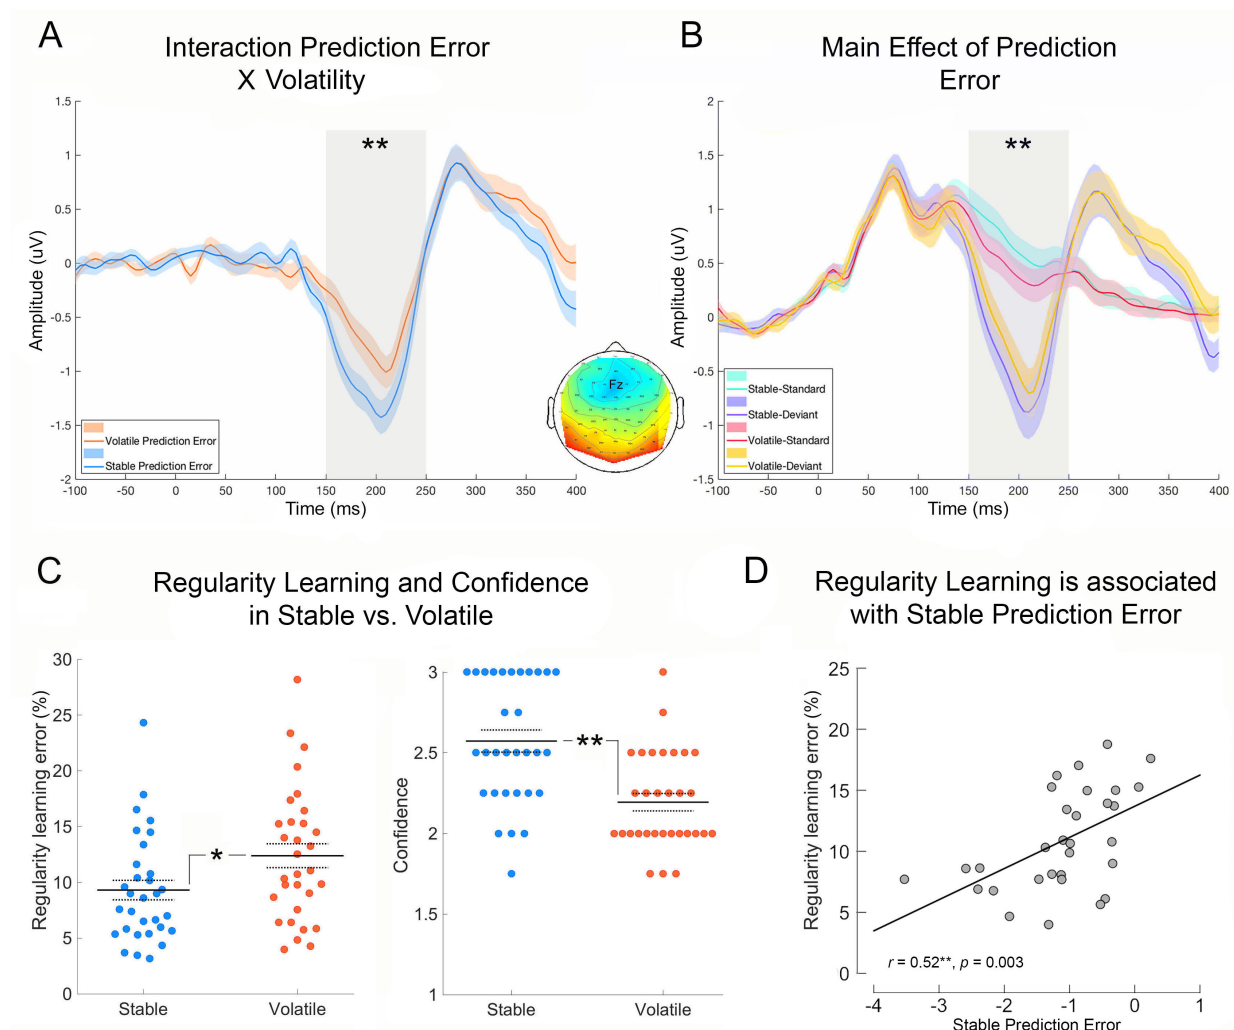 A
Interaction Prediction Error
X Volatility
**
1.5
1
0.5
0
-0.5
-1
-1.5
-2
Amplitude (uV)
Volatile Prediction Error
Stable Prediction Error
-100
-50
0
50
100
150
200
250
300
350
400
Time (ms)
Fz
B
Main Effect of Prediction
Error
**
2
1.5
1
0.5
0
-0.5
-1
-1.5
Amplitude (uV)
Stable-Standard
Stable-Deviant
Volatile-Standard
Volatile-Deviant
-100
-50
0
50
100
150
200
250
300
350
400
Time (ms)
C
Regularity Learning and Confidence
in Stable vs. Volatile
30
25
20
15
10
5
0
Regularity learning error (%)
*
Stable
Volatile
3
2.5
2
1.5
1
Confidence
**
Stable
Volatile
D
Regularity Learning is associated
with Stable Prediction Error
25
20
15
10
5
0
Regularity learning error (%)
r = 0.52**, p = 0.003
-4
-3
-2
-1
0
1
Stable Prediction Error